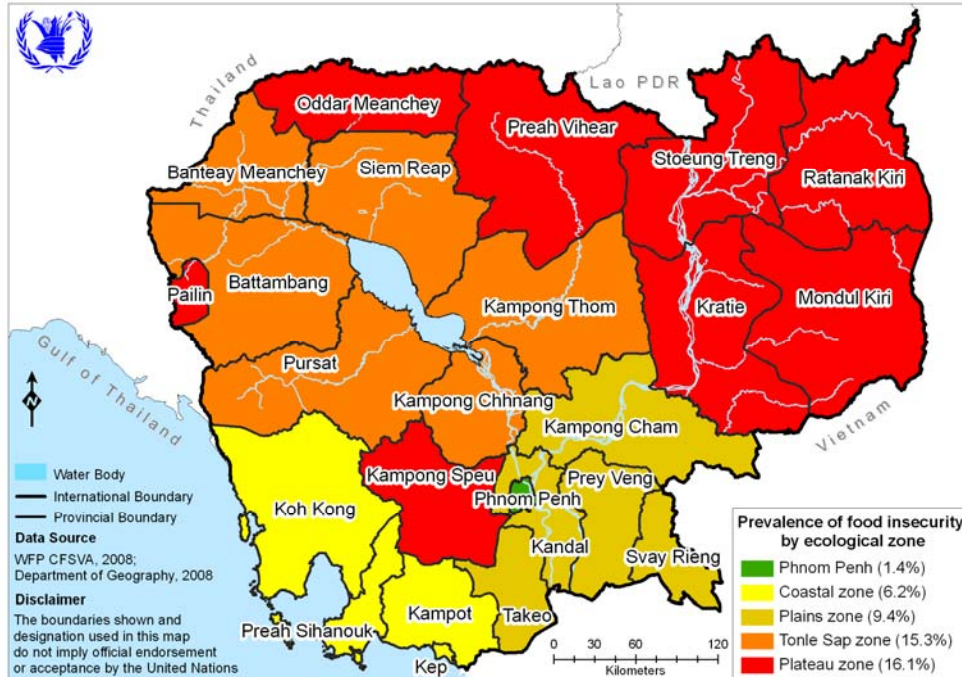 Thailand
Lao PDR
Oddar Meanchey
Preah Vihear
Stoeung Treng
Ratanak Kiri
Banteay Meanchey
Siem Reap
Pailin
Battambang
Kampong Thom
Kratie
Mondul Kiri
Pursat
Gulf of Thailand
N
Kampong Chhnang
Kampong Cham
Vietnam
Kampong Speu
Prey Veng
Phnom Penh
Koh Kong
Kandal
Svay Rieng
Kampot
Takeo
Preah Sihanouk
Kep
Water Body
International Boundary
Provincial Boundary
Data Source
WFP CFSVA, 2008;
Department of Geography, 2008
Disclaimer
The boundaries shown and
designation used in this map
do not imply official endorsement
or acceptance by the United Nations
Prevalence of food insecurity
by ecological zone
Phnom Penh (1.4%)
Coastal zone (6.2%)
Plains zone (9.4%)
Tonle Sap zone (15.3%)
Plateau zone (16.1%)
0 30 60 90 120
Kilometers